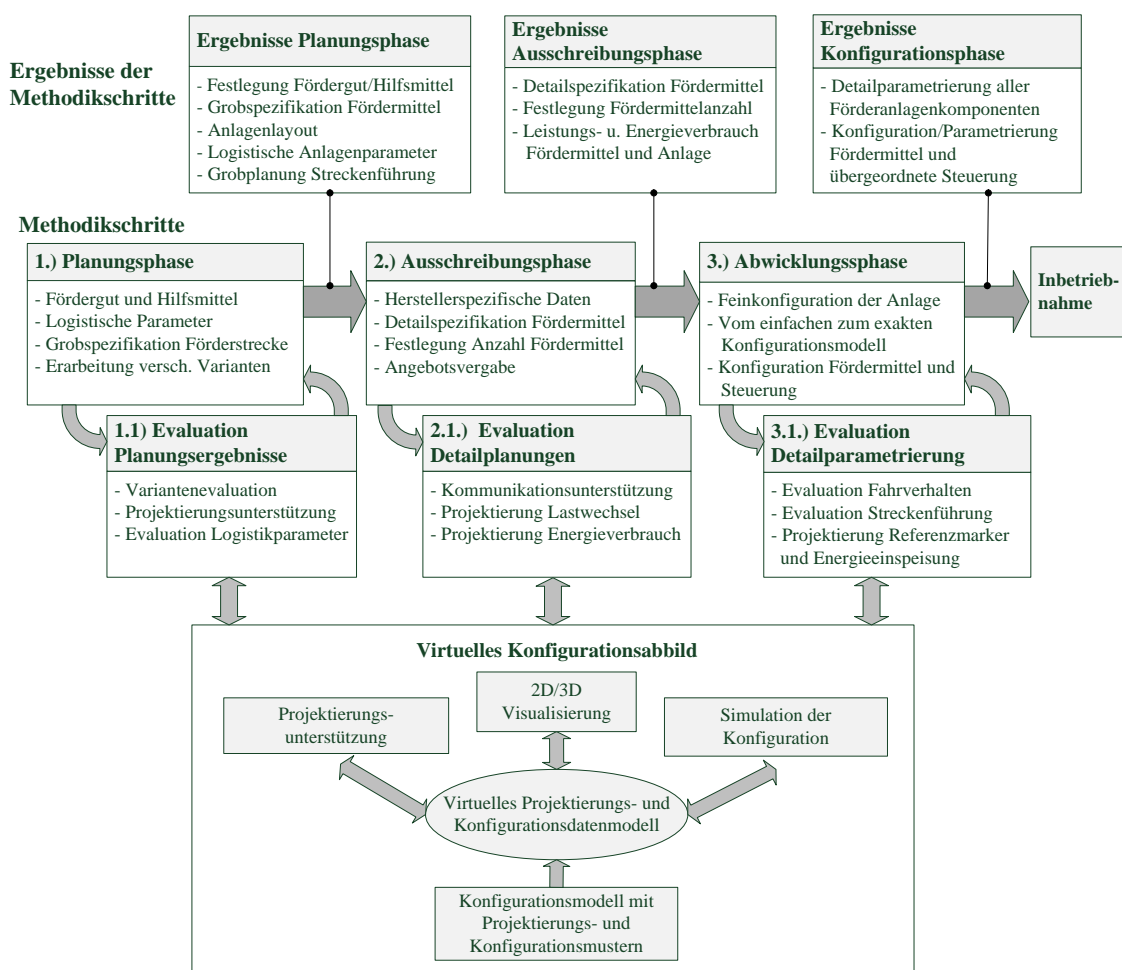 Ergebnisse der
Methodikschritte
Ergebnisse Planungsphase
- Festlegung Fördergut/Hilfsmittel
- Grobspezifikation Fördermittel
- Anlagenlayout
- Logistische Anlagenparameter
- Grobplanung Streckenführung
Ergebnisse
Ausschreibungsphase
- Detailspezifikation Fördermittel
- Festlegung Fördermittelanzahl
- Leistungs- u. Energieverbrauch
Fördermittel und Anlage
Ergebnisse
Konfigurationsphase
- Detailparametrierung aller
Förderanlagenkomponenten
- Konfiguration/Parametrierung
Fördermittel und
übergeordnete Steuerung
Methodikschritte
1.) Planungsphase
- Fördergut und Hilfsmittel
- Logistische Parameter
- Grobspezifikation Förderstrecke
- Erarbeitung versch. Varianten
2.) Ausschreibungsphase
- Herstellerspezifische Daten
- Detailspezifikation Fördermittel
- Festlegung Anzahl Fördermittel
- Angebotsvergabe
3.) Abwicklungsphase
- Feinkonfiguration der Anlage
- Vom einfachen zum exakten
Konfigurationsmodell
- Konfiguration Fördermittel und
Steuerung
Inbetrieb-
nahme
1.1) Evaluation
Planungsergebnisse
- Variantenevaluation
- Projektierungsunterstützung
- Evaluation Logistikparameter
2.1.) Evaluation
Detailplanungen
- Kommunikationsunterstützung
- Projektierung Lastwechsel
- Projektierung Energieverbrauch
3.1.) Evaluation
Detailparametrierung
- Evaluation Fahrverhalten
- Evaluation Streckenführung
- Projektierung Referenzmarker
und Energieeinspeisung
Virtuelles Konfigurationsabbild
Projektierungs-
unterstützung
2D/3D
Visualisierung
Simulation der
Konfiguration
Virtuelles Projektierungs- und
Konfigurationsdatenmodell
Konfigurationsmodell mit
Projektierungs- und
Konfigurationsmustern